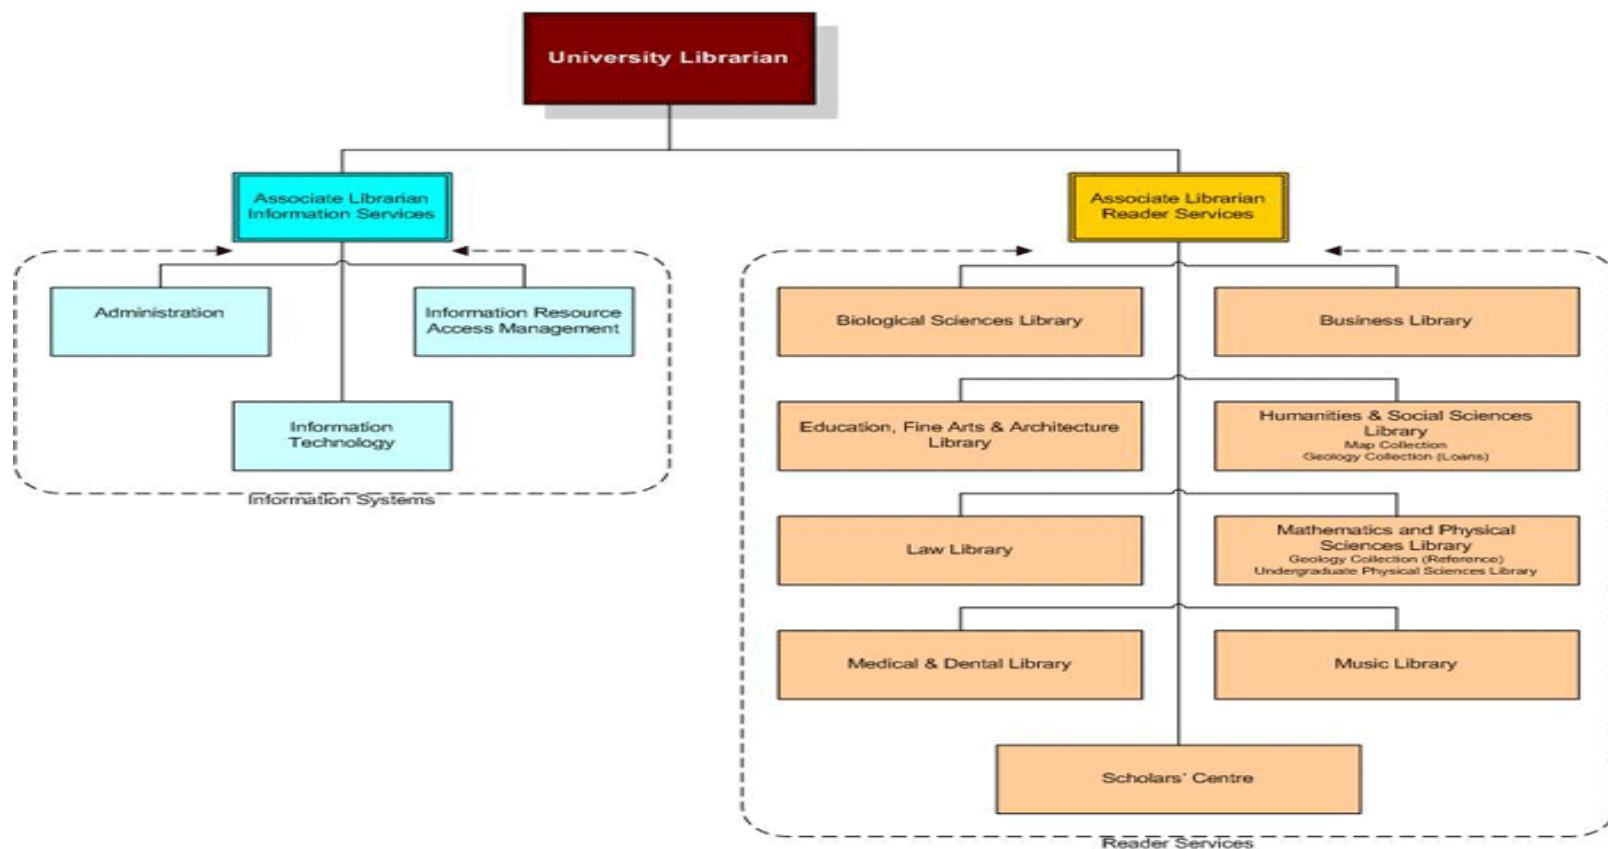 University Librarian
Associate Librarian
Information Services
Associate Librarian
Reader Services
Administration
Information Resource
Access Management
Information
Technology
Information Systems
Biological Sciences Library
Business Library
Education, Fine Arts & Architecture
Library
Humanities & Social Sciences
Library
Map Collection
Geology Collection (Loans)
Law Library
Mathematics and Physical
Sciences Library
Geology Collection (Reference)
Undergraduate Physical Sciences Library
Medical & Dental Library
Music Library
Scholars' Centre
Reader Services